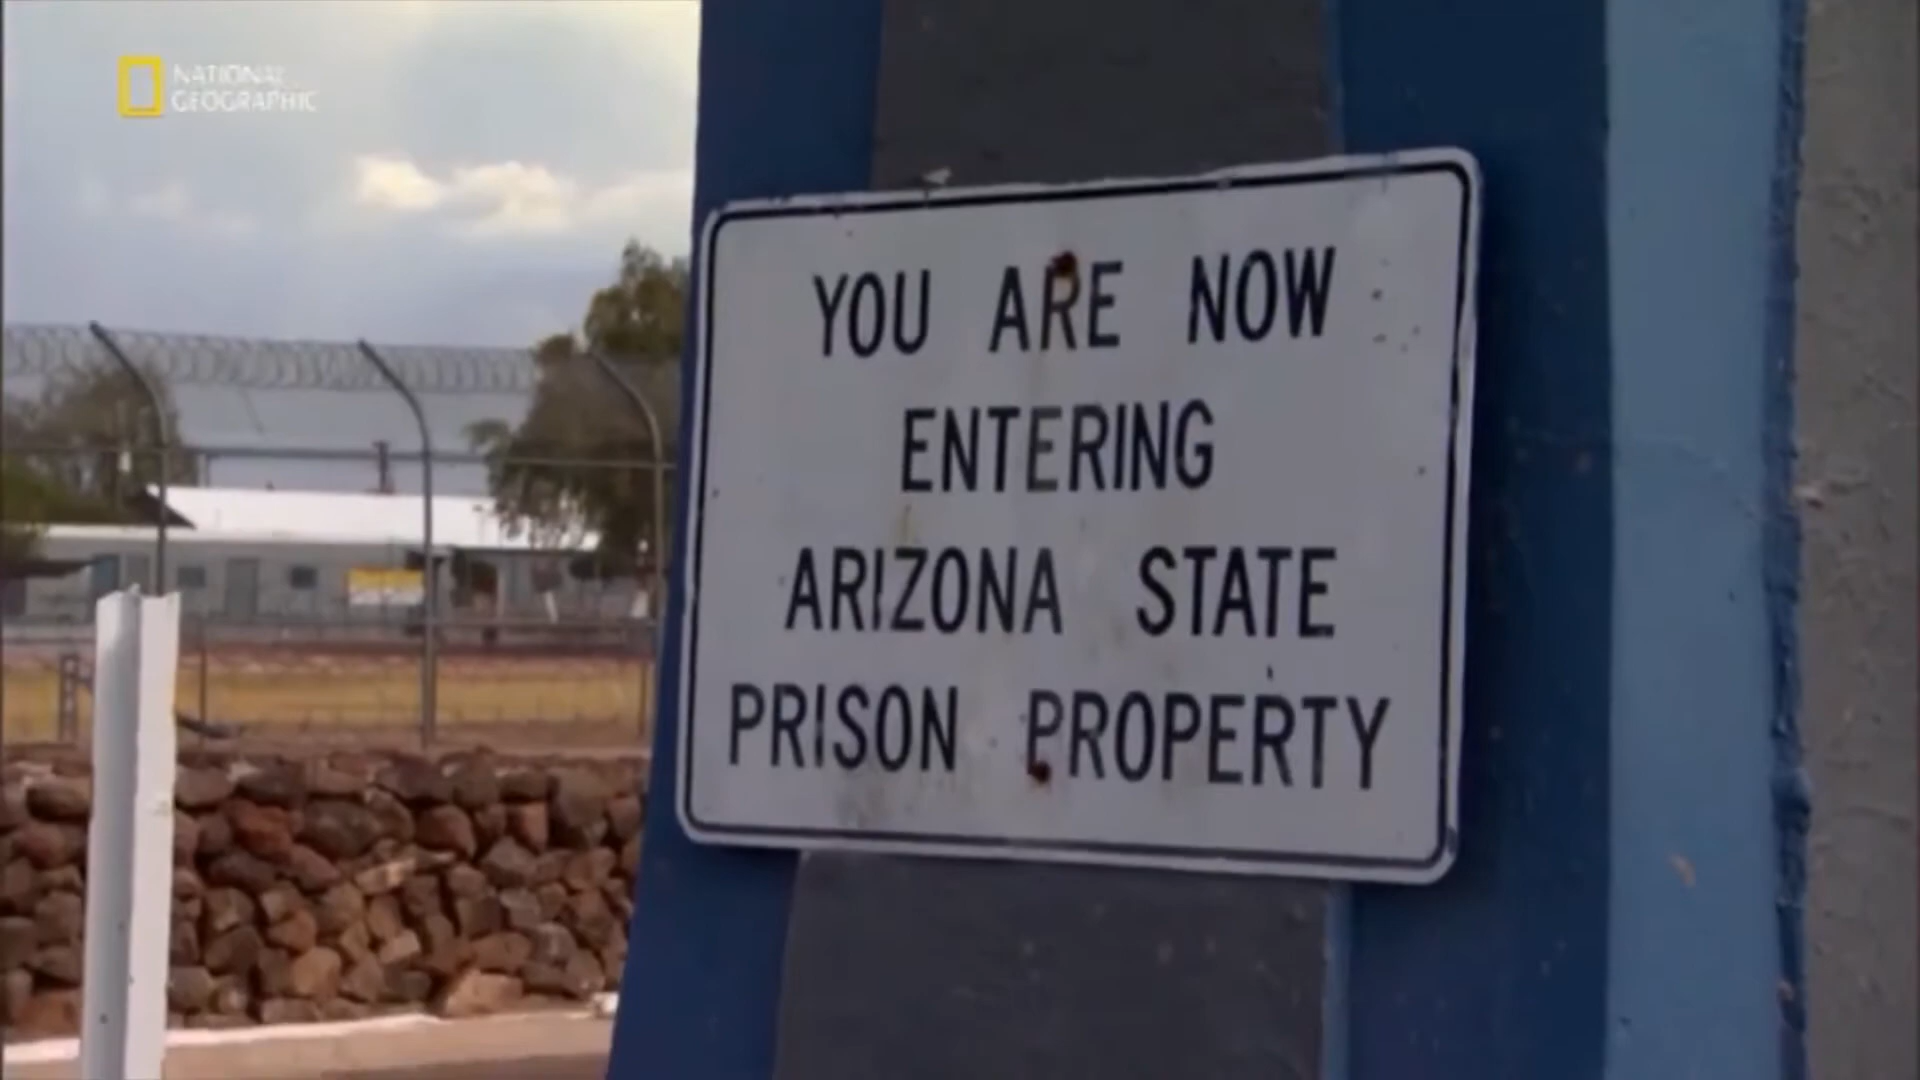 NATIONAL
GEOGRAPHIC
YOU ARE NOW
ENTERING
ARIZONA STATE
PRISON PROPERTY